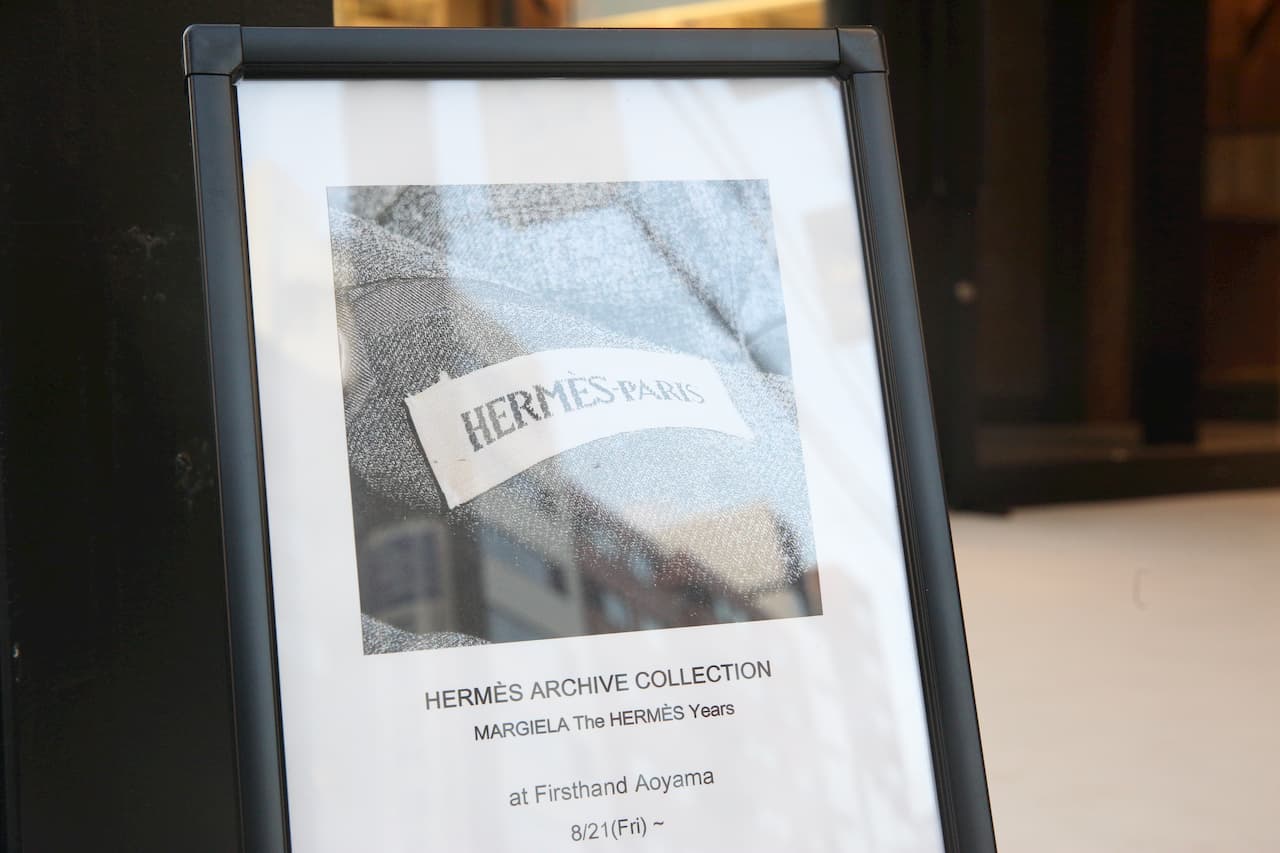 HERMÈS-PARIS
HERMÈS ARCHIVE COLLECTION
MARGIELA The HERMÈS Years
at Firsthand Aoyama
8/21(Fri) ~